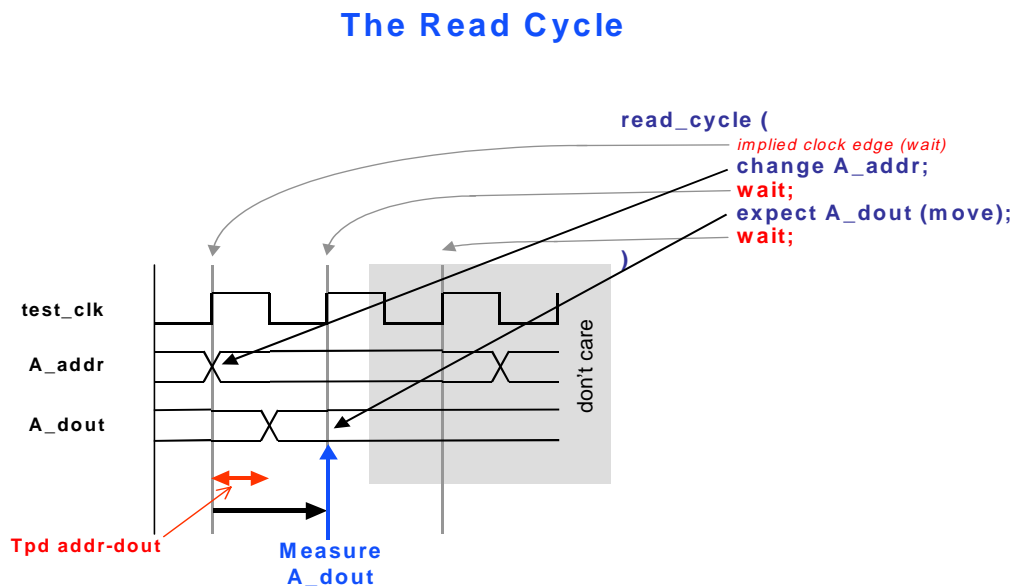 The Read Cycle
read_cycle (
implied clock edge (wait)
change A_addr;
wait;
expect A_dout (move);
wait;
)
test_clk
A_addr
A_dout
don't care
Tpd addr-dout
Measure
A_dout